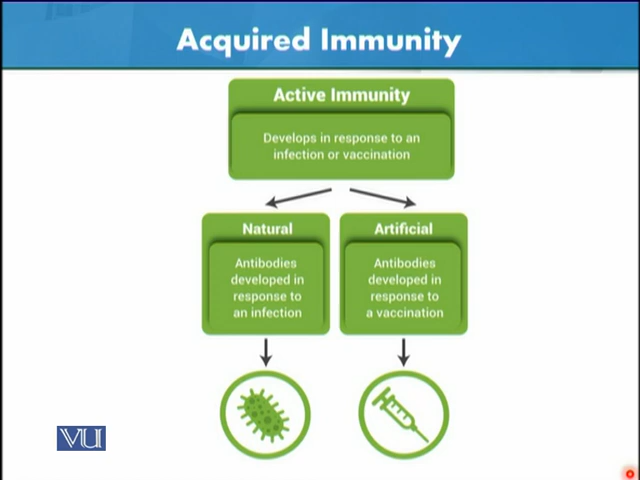 Acquired Immunity
Active Immunity
Develops in response to an
infection or vaccination
Natural
Antibodies
developed in
response to
an infection
Artificial
Antibodies
developed in
response to
a vaccination
VU